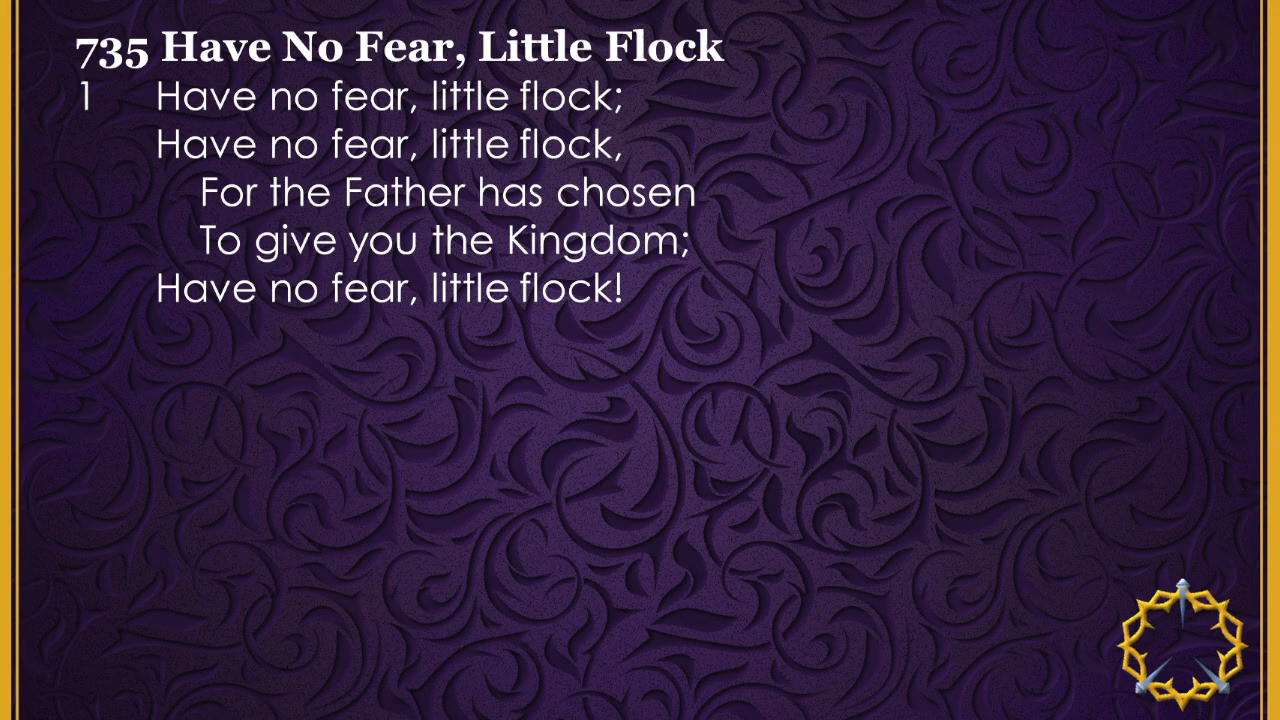 735 Have No Fear, Little Flock
1 Have no fear, little flock;
Have no fear, little flock,
For the Father has chosen
To give you the Kingdom;
Have no fear, little flock!